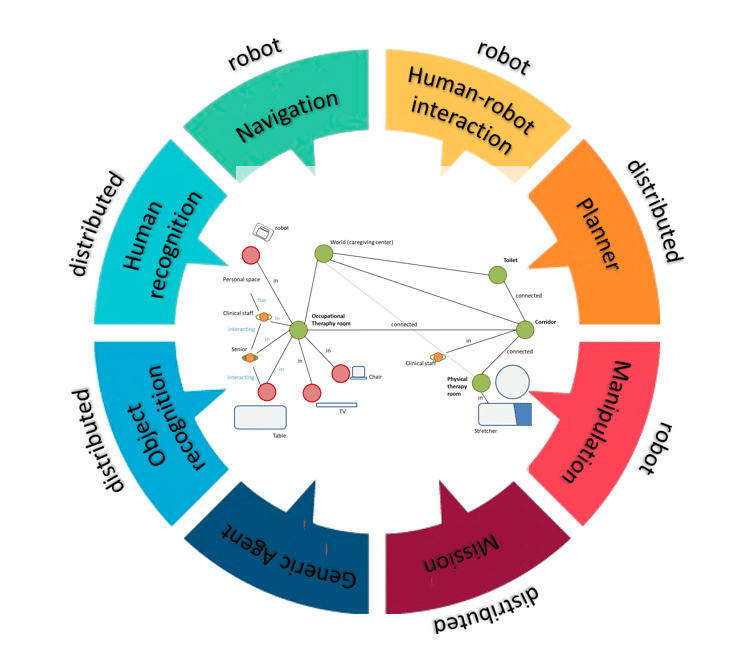 robot
robot
Navigation
Human-robot
interaction
distributed
distributed
Human
recognition
Planner
robot
World (caregiving center)
Toilet
Personal space
in
has
connected
Clinical staff
in
Occupational
Theraphy room
connected
Corridor
interacting
in
connected
Senior
in
in
in
Clinical staff
interacting
Chair
Physical
therapy
room
in
TV
Table
Stretcher
Object
recognition
distributed
Manipulation
robot
Generic Agent
Mission
distributed